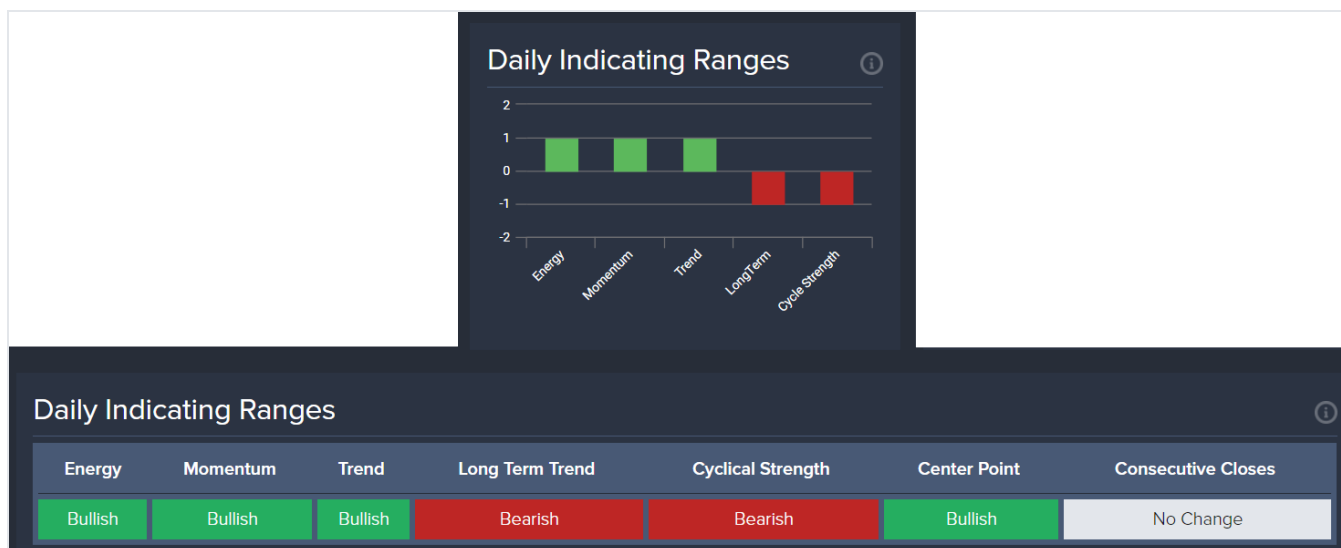 Daily Indicating Ranges
2
1
0
-1
-2
Energy
Momentum
Trend
LongTerm
Cycle Strength
Daily Indicating Ranges
Energy Momentum Trend Long Term Trend Cyclical Strength Center Point Consecutive Closes
Bullish Bullish Bullish Bearish Bearish Bullish No Change